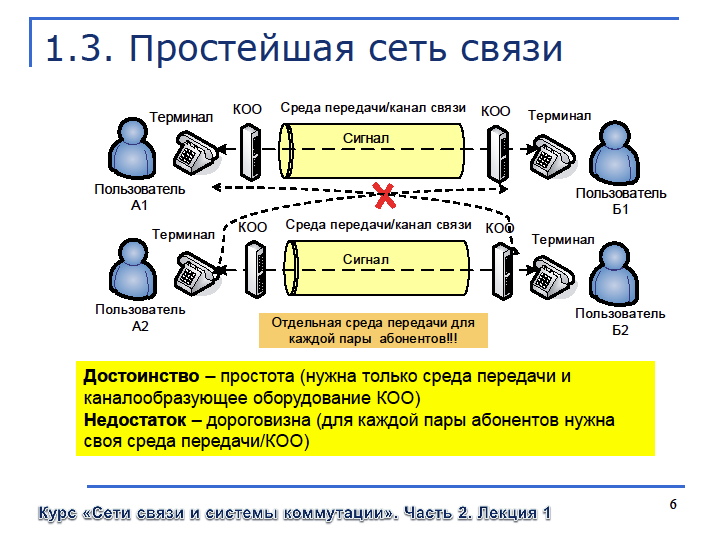 1.3. Простейшая сеть связи
Терминал
КОО
Среда передачи/канал связи
КОО
Терминал
Сигнал
Пользователь
А1
Пользователь
Б1
Терминал
КОО
Среда передачи/канал связи
КОО
Терминал
Сигнал
Пользователь
А2
Пользователь
Б2
Отдельная среда передачи для
каждой пары абонентов!!!
Достоинство – простота (нужна только среда передачи и
каналообразующее оборудование КОО)
Недостаток – дороговизна (для каждой пары абонентов нужна
своя среда передачи/КОО)
Курс «Сети связи и системы коммутации». Часть 2. Лекция 1
6